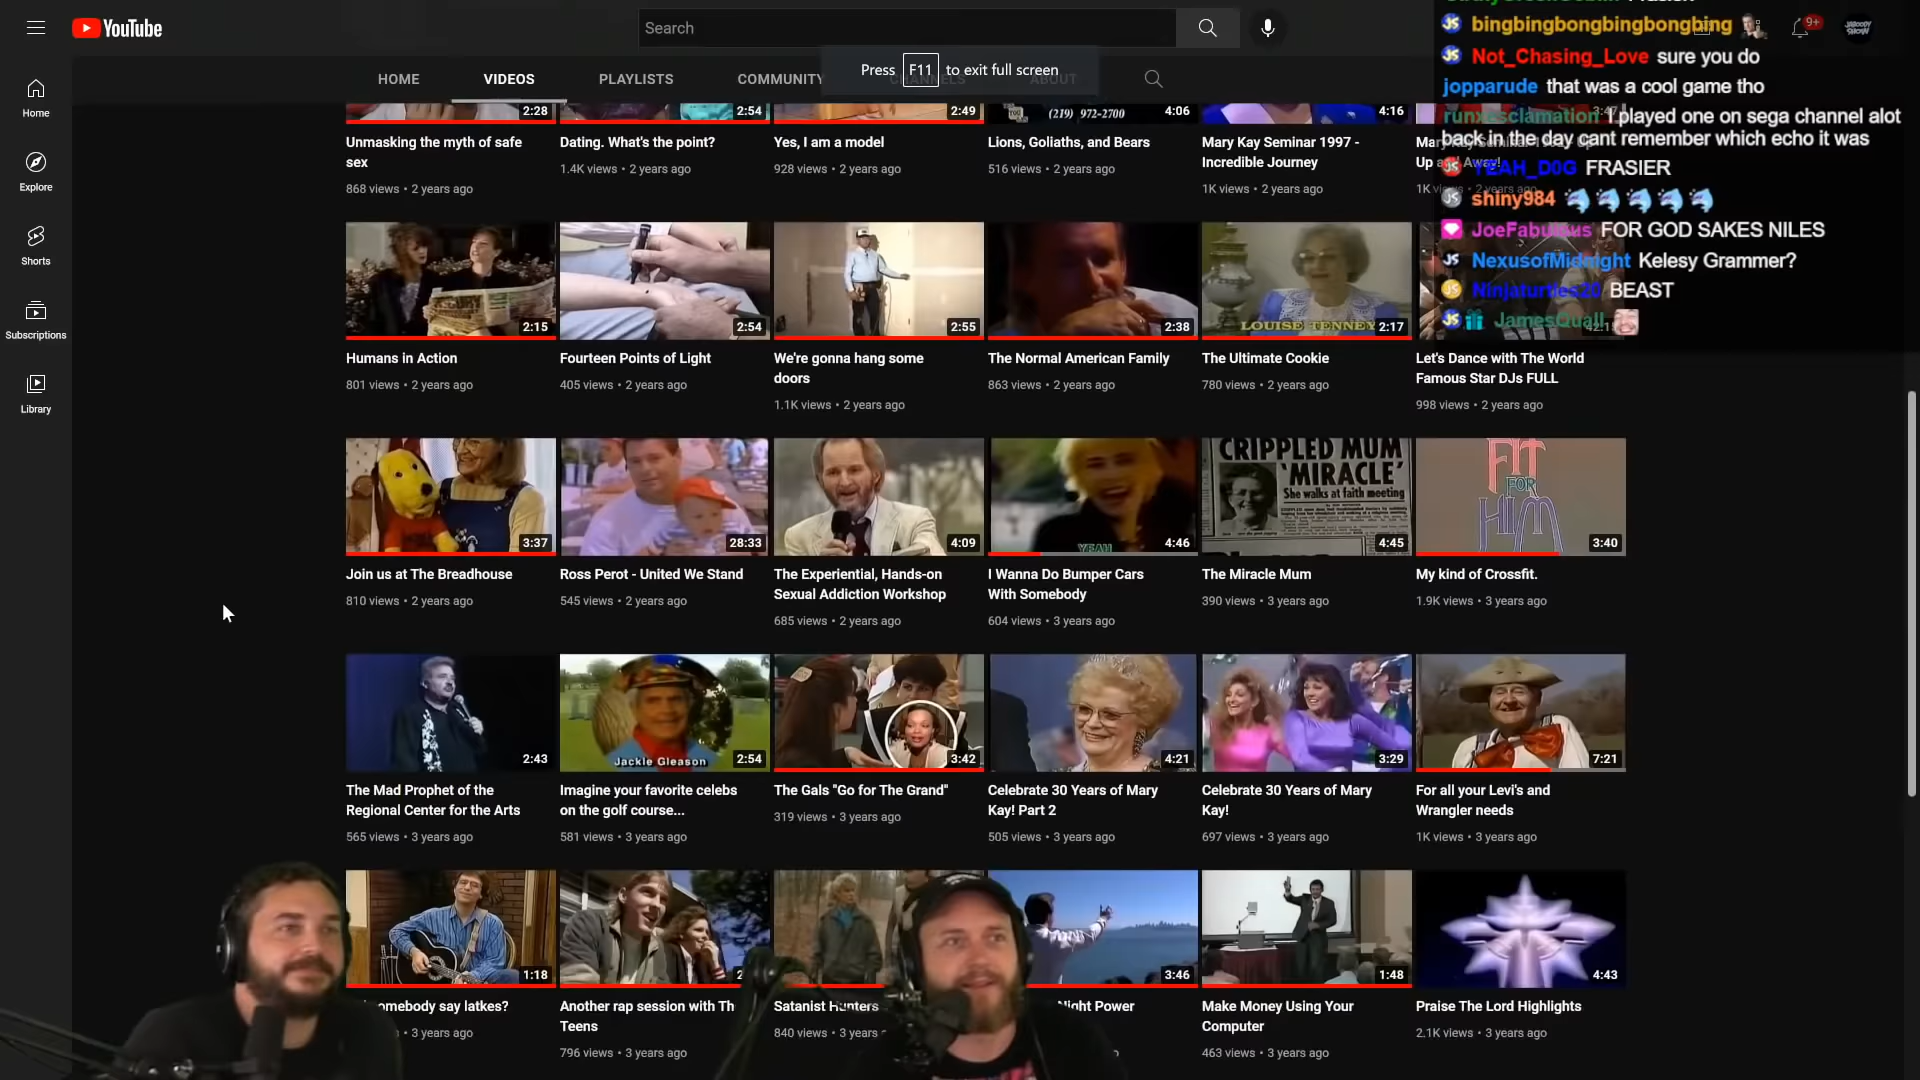 YouTube
Search
9+
Press F11 to exit full screen
HOME
VIDEOS
PLAYLISTS
COMMUNITY
CHANNELS
ABOUT
Home
Explore
Shorts
Subscriptions
Library
bingbingbongbingbongbing
Not_Chasing_Love sure you do
jopparude that was a cool game tho
runxesclamation I played one on sega channel alot
back in the day cant remember which echo it was
YEAH_D0G FRASIER
shiny984
JoeFabulous FOR GOD SAKES NILES
NexusofMidnight Kelesy Grammer?
Ninjaturtles20 BEAST
JamesQuall
2:28
2:54
2:49
(219) 972-2700
4:06
4:16
3:47
Unmasking the myth of safe
sex
868 views • 2 years ago
Dating. What's the point?
1.4K views • 2 years ago
Yes, I am a model
928 views • 2 years ago
Lions, Goliaths, and Bears
516 views • 2 years ago
Mary Kay Seminar 1997 -
Incredible Journey
1K views • 2 years ago
2:15
2:54
2:55
2:38
LOUISE TENNEY
2:17
Humans in Action
801 views • 2 years ago
Fourteen Points of Light
405 views • 2 years ago
We're gonna hang some
doors
1.1K views • 2 years ago
The Normal American Family
863 views • 2 years ago
The Ultimate Cookie
780 views • 2 years ago
Let's Dance with The World
Famous Star DJs FULL
998 views • 2 years ago
3:37
28:33
4:09
YEAH
4:46
CRIPPLED MUM
'MIRACLE'
She walks at faith meeting
4:45
FIT
FOR
HIM
3:40
Join us at The Breadhouse
810 views • 2 years ago
Ross Perot - United We Stand
545 views • 2 years ago
The Experiential, Hands-on
Sexual Addiction Workshop
685 views • 2 years ago
I Wanna Do Bumper Cars
With Somebody
604 views • 3 years ago
The Miracle Mum
390 views • 3 years ago
My kind of Crossfit.
1.9K views • 3 years ago
2:43
Jackie Gleason
2:54
3:42
4:21
3:29
7:21
The Mad Prophet of the
Regional Center for the Arts
565 views • 3 years ago
Imagine your favorite celebs
on the golf course...
581 views • 3 years ago
The Gals "Go for The Grand"
319 views • 3 years ago
Celebrate 30 Years of Mary
Kay! Part 2
505 views • 3 years ago
Celebrate 30 Years of Mary
Kay!
697 views • 3 years ago
For all your Levi's and
Wrangler needs
1K views • 3 years ago
1:18
3:46
1:48
4:43
omebody say latkes?
• 3 years ago
Another rap session with Th
Teens
796 views • 3 years ago
Satanist Hunters
840 views • 3 years
Night Power
Make Money Using Your
Computer
463 views • 3 years ago
Praise The Lord Highlights
2.1K views • 3 years ago